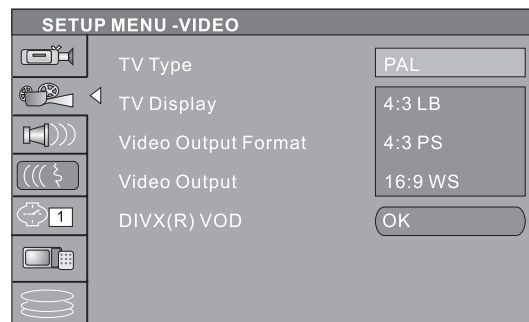 SETUP MENU -VIDEO
TV Type PAL
TV Display 4:3 LB
Video Output Format 4:3 PS
Video Output 16:9 WS
1
DIVX(R) VOD OK